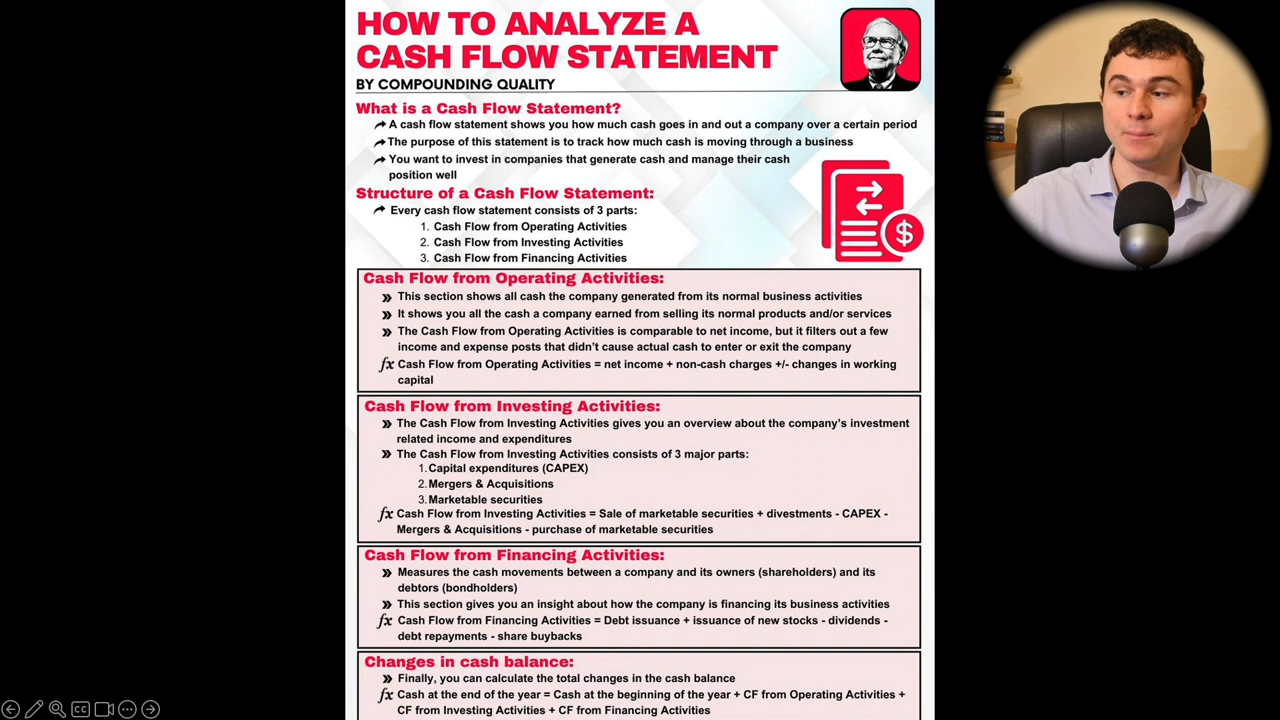 HOW TO ANALYZE A
CASH FLOW STATEMENT
BY COMPOUNDING QUALITY
What is a Cash Flow Statement?
A cash flow statement shows you how much cash goes in and out a company over a certain period
The purpose of this statement is to track how much cash is moving through a business
You want to invest in companies that generate cash and manage their cash
position well
Structure of a Cash Flow Statement:
Every cash flow statement consists of 3 parts:
1. Cash Flow from Operating Activities
2. Cash Flow from Investing Activities
3. Cash Flow from Financing Activities
$
Cash Flow from Operating Activities:
This section shows all cash the company generated from its normal business activities
It shows you all the cash a company earned from selling its normal products and/or services
The Cash Flow from Operating Activities is comparable to net income, but it filters out a few
income and expense posts that didn't cause actual cash to enter or exit the company
fx Cash Flow from Operating Activities = net income + non-cash charges +/- changes in working
capital
Cash Flow from Investing Activities:
The Cash Flow from Investing Activities gives you an overview about the company's investment
related income and expenditures
The Cash Flow from Investing Activities consists of 3 major parts:
1. Capital expenditures (CAPEX)
2. Mergers & Acquisitions
3. Marketable securities
fx Cash Flow from Investing Activities = Sale of marketable securities + divestments - CAPEX -
Mergers & Acquisitions - purchase of marketable securities
Cash Flow from Financing Activities:
Measures the cash movements between a company and its owners (shareholders) and its
debtors (bondholders)
This section gives you an insight about how the company is financing its business activities
fx Cash Flow from Financing Activities = Debt issuance + issuance of new stocks - dividends -
debt repayments - share buybacks
Changes in cash balance:
Finally, you can calculate the total changes in the cash balance
fx Cash at the end of the year = Cash at the beginning of the year + CF from Operating Activities +
CF from Investing Activities + CF from Financing Activities
CC